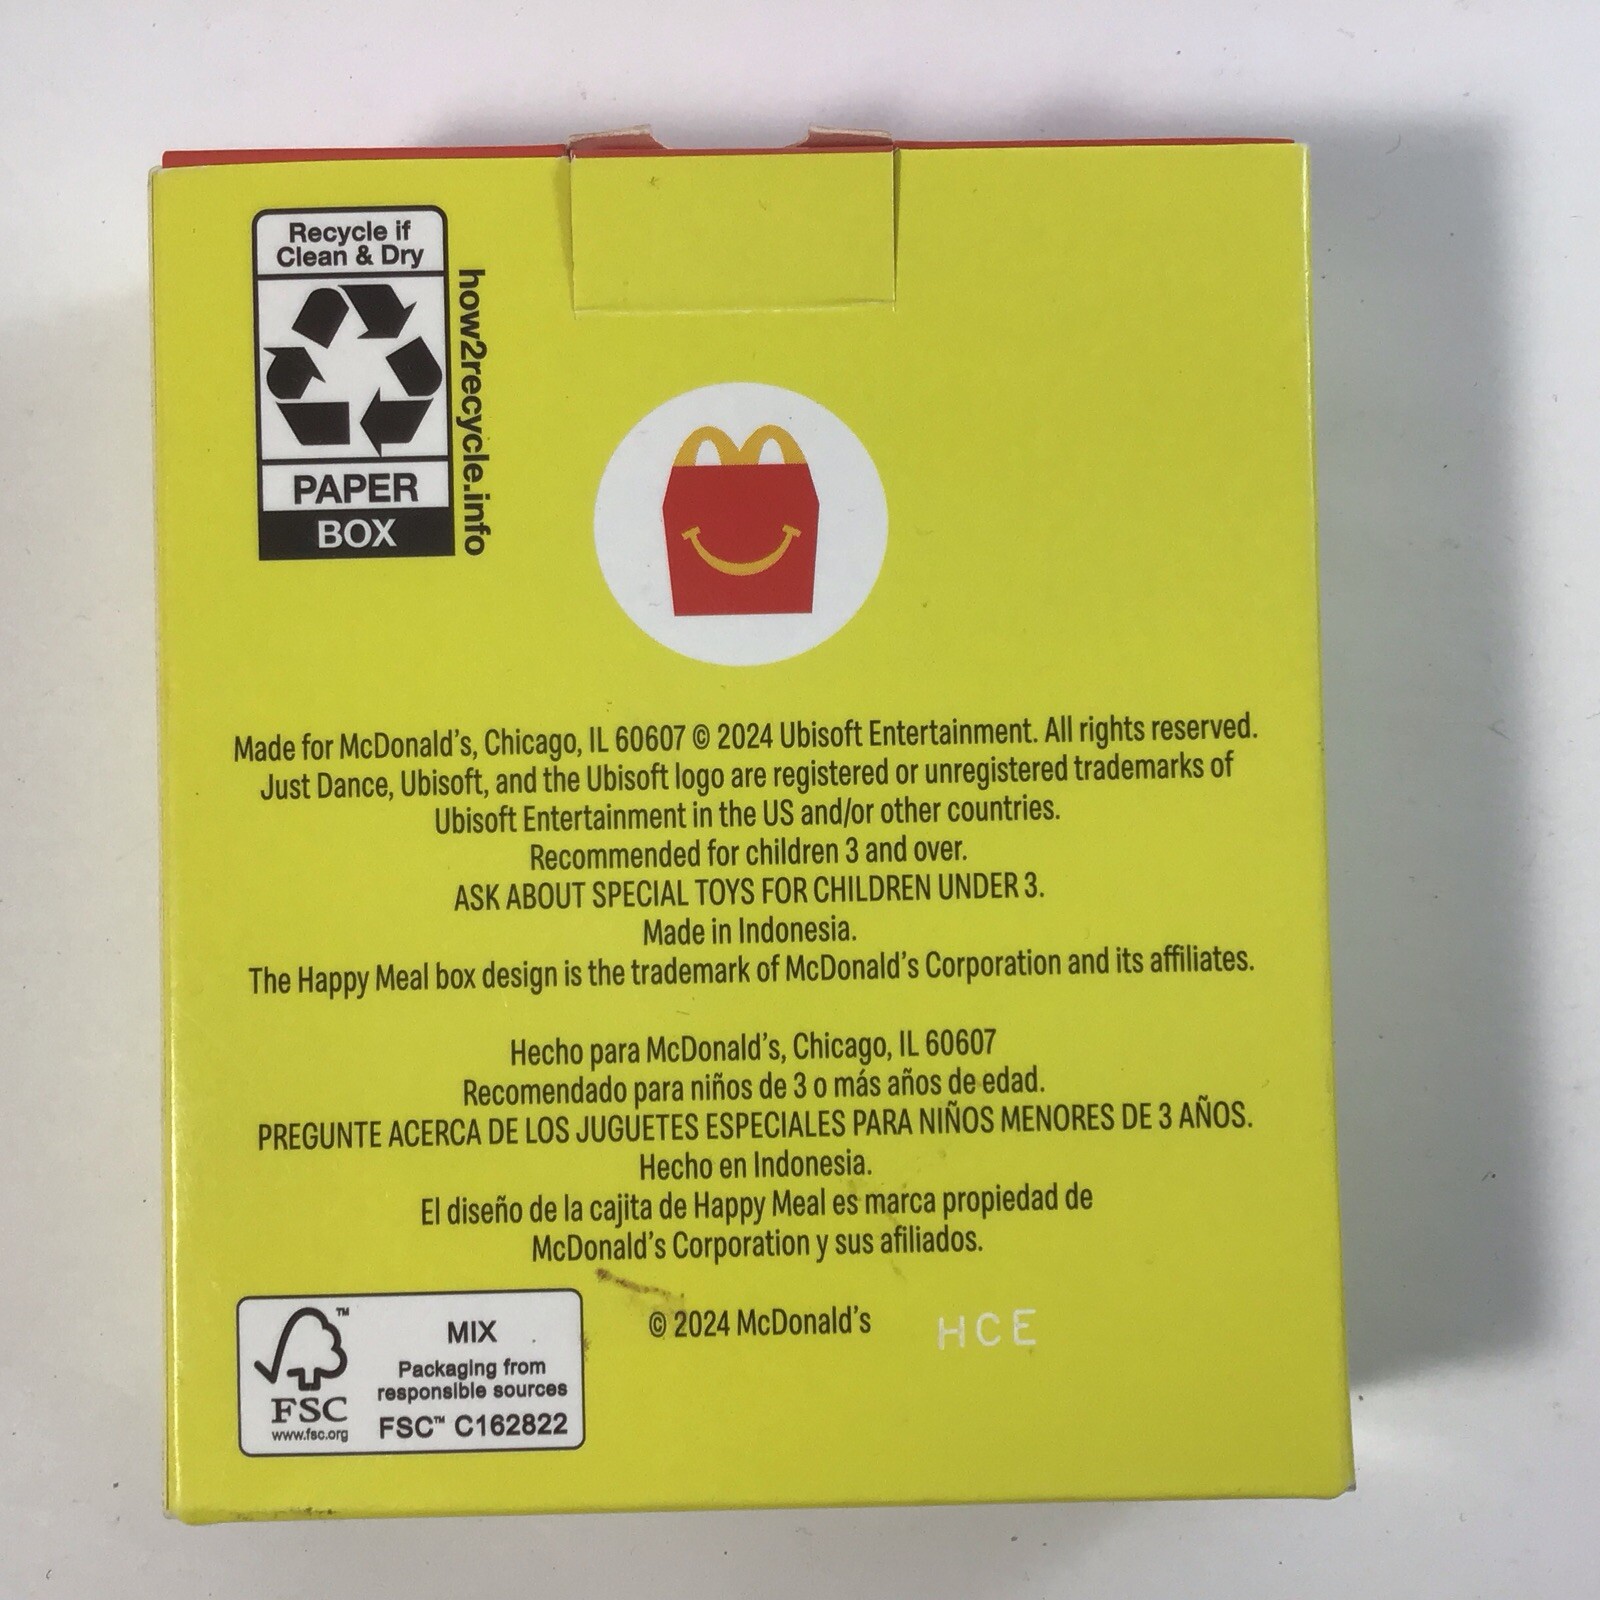 Recycle if
Clean & Dry
PAPER
BOX
how2recycle.info
Made for McDonald's, Chicago, IL 60607 © 2024 Ubisoft Entertainment. All rights reserved.
Just Dance, Ubisoft, and the Ubisoft logo are registered or unregistered trademarks of
Ubisoft Entertainment in the US and/or other countries.
Recommended for children 3 and over.
ASK ABOUT SPECIAL TOYS FOR CHILDREN UNDER 3.
Made in Indonesia.
The Happy Meal box design is the trademark of McDonald's Corporation and its affiliates.
Hecho para McDonald's, Chicago, IL 60607
Recomendado para niños de 3 o más años de edad.
PREGUNTE ACERCA DE LOS JUGUETES ESPECIALES PARA NIÑOS MENORES DE 3 AÑOS.
Hecho en Indonesia.
El diseño de la cajita de Happy Meal es marca propiedad de
McDonald's Corporation y sus afiliados.
© 2024 McDonald's
HCE
™
FSC
www.fsc.org
MIX
Packaging from
responsible sources
FSC™ C162822